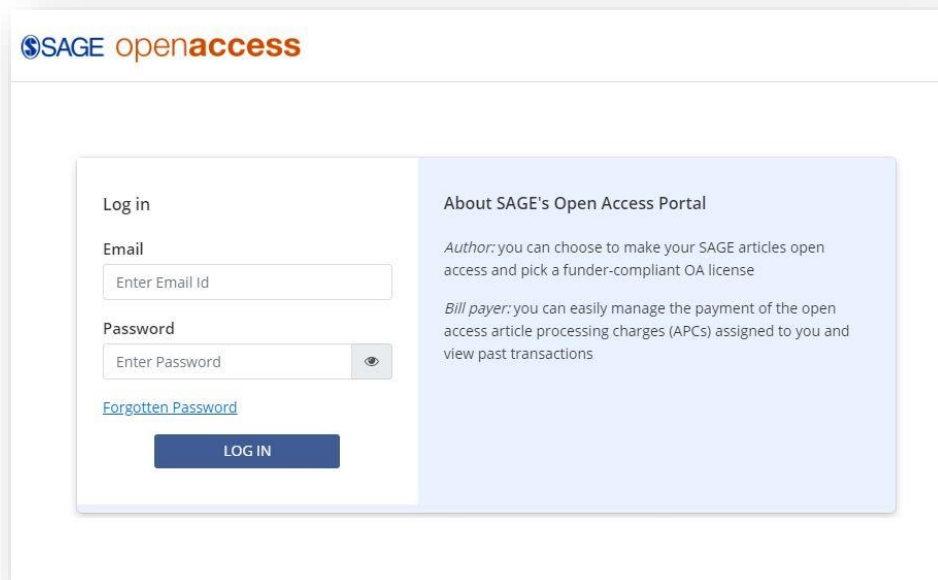 SAGE openaccess
Log in
Email
Enter Email Id
Password
Enter Password
Forgotten Password
LOG IN
About SAGE's Open Access Portal
Author: you can choose to make your SAGE articles open
access and pick a funder-compliant OA license
Bill payer: you can easily manage the payment of the open
access article processing charges (APCs) assigned to you and
view past transactions